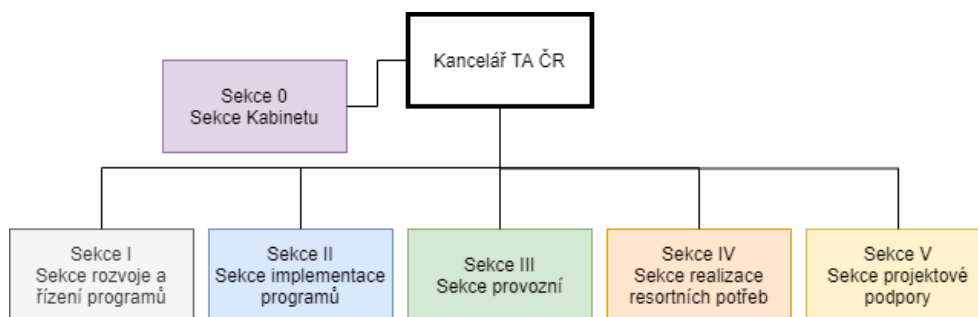 Kancelář TA ČR
Sekce 0
Sekce Kabinetu
Sekce I
Sekce rozvoje a
řízení programů
Sekce II
Sekce implementace
programů
Sekce III
Sekce provozní
Sekce IV
Sekce realizace
resortních potřeb
Sekce V
Sekce projektové
podpory